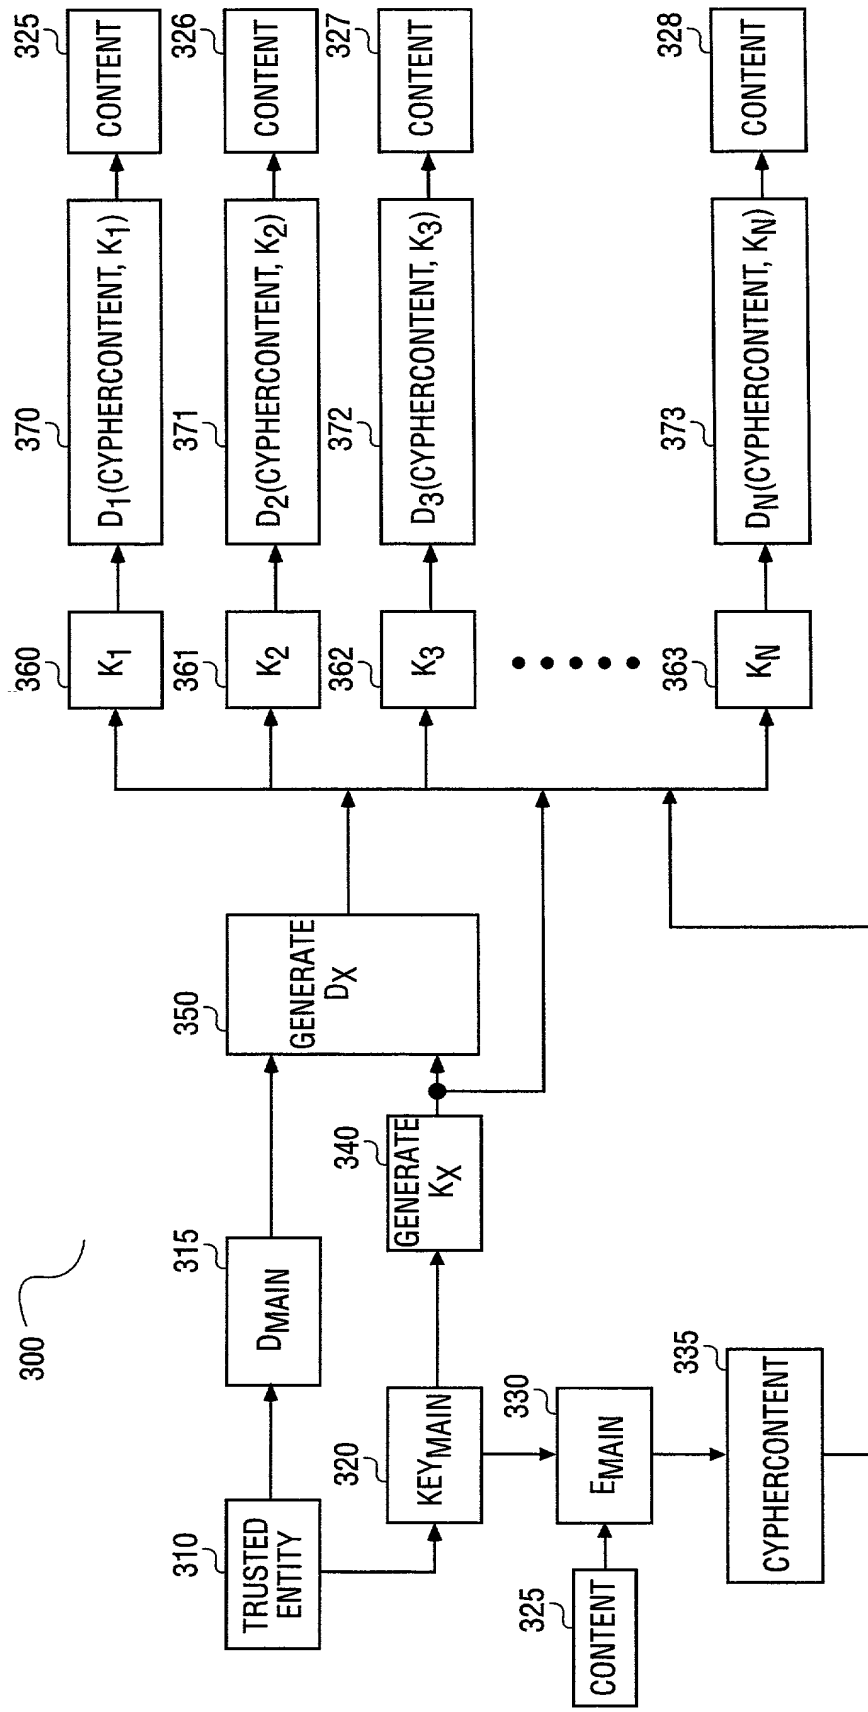 300
310
TRUSTED
ENTITY
315
DMAIN
320
KEYMAIN
325
CONTENT
330
EMAIN
335
CYPHERCONTENT
340
GENERATE
KX
350
GENERATE
DX
360
K1
370
D1(CYPHERCONTENT, K1)
325
CONTENT
361
K2
371
D2(CYPHERCONTENT, K2)
326
CONTENT
362
K3
372
D3(CYPHERCONTENT, K3)
327
CONTENT
363
KN
373
DN(CYPHERCONTENT, KN)
328
CONTENT